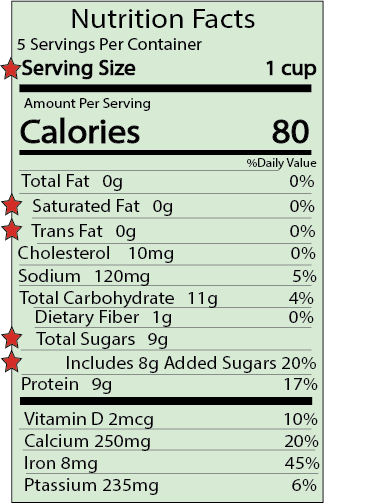 Nutrition Facts
5 Servings Per Container
Serving Size 1 cup
Amount Per Serving
Calories 80
%Daily Value
Total Fat 0g 0%
Saturated Fat 0g 0%
Trans Fat 0g 0%
Cholesterol 10mg 0%
Sodium 120mg 5%
Total Carbohydrate 11g 4%
Dietary Fiber 1g 0%
Total Sugars 9g
Includes 8g Added Sugars 20%
Protein 9g 17%
Vitamin D 2mcg 10%
Calcium 250mg 20%
Iron 8mg 45%
Ptassium 235mg 6%